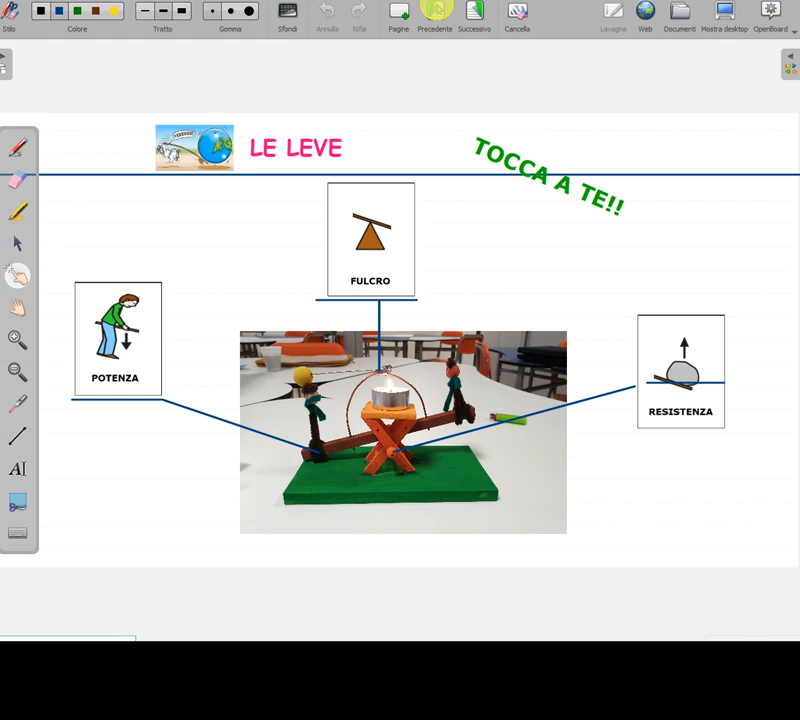 Stilo
Colore
Tratto
Gomma
Sfondi
Annulla
Rifai
Pagine
Precedente
Successivo
Cancella
Lavagna
Web
Documenti
Mostra desktop
OpenBoard
LE LEVE
TOCCA A TE!!
FULCRO
POTENZA
RESISTENZA